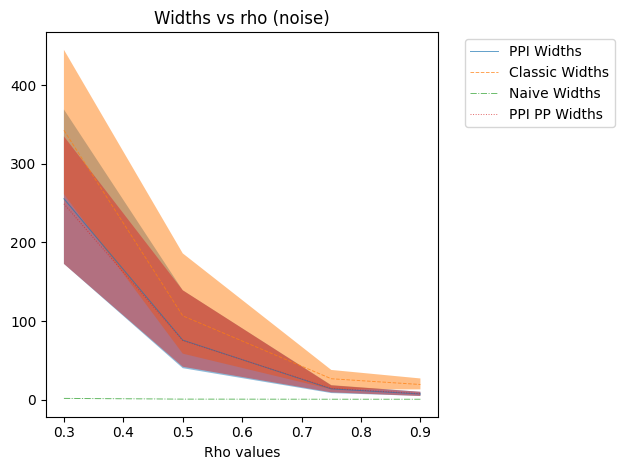 Widths vs rho (noise)
PPI Widths
Classic Widths
Naive Widths
PPI PP Widths
400
300
200
100
0
0.3 0.4 0.5 0.6 0.7 0.8 0.9
Rho values